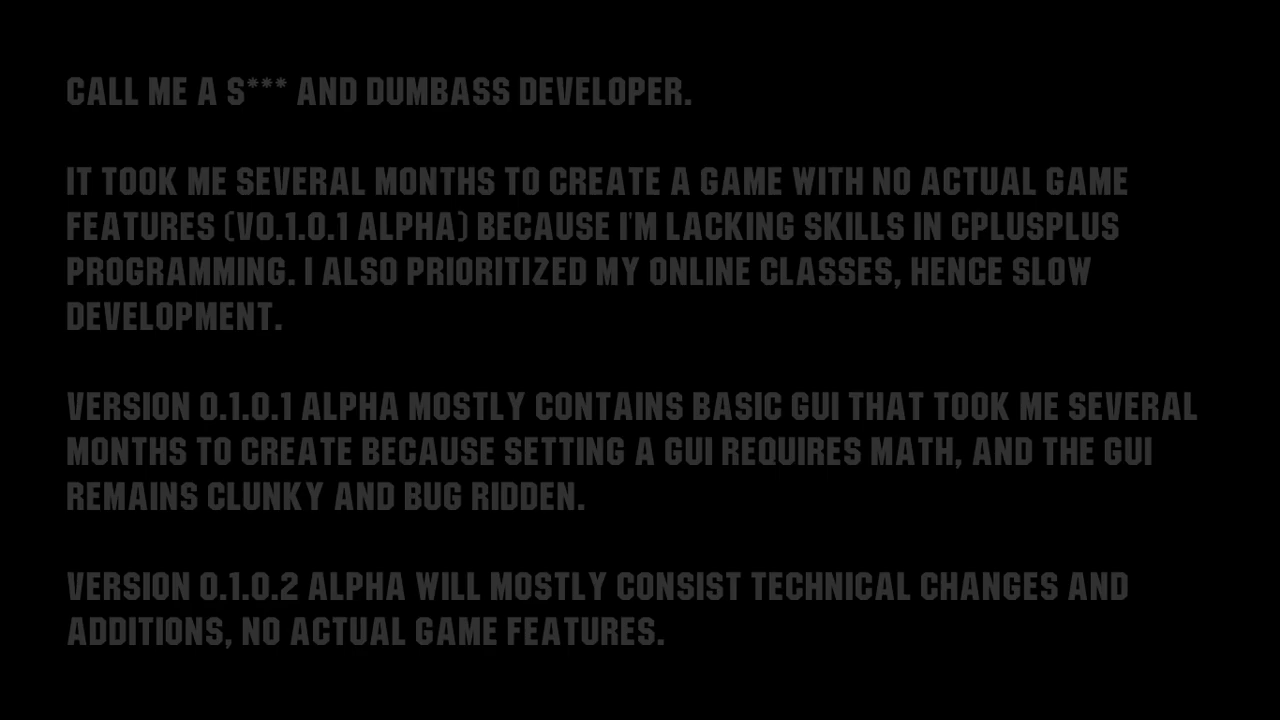 CALL ME A S*** AND DUMBASS DEVELOPER.
IT TOOK ME SEVERAL MONTHS TO CREATE A GAME WITH NO ACTUAL GAME
FEATURES (V0.1.0.1 ALPHA) BECAUSE I'M LACKING SKILLS IN CPLUSPLUS
PROGRAMMING. I ALSO PRIORITIZED MY ONLINE CLASSES, HENCE SLOW
DEVELOPMENT.
VERSION 0.1.0.1 ALPHA MOSTLY CONTAINS BASIC GUI THAT TOOK ME SEVERAL
MONTHS TO CREATE BECAUSE SETTING A GUI REQUIRES MATH, AND THE GUI
REMAINS CLUNKY AND BUG RIDDEN.
VERSION 0.1.0.2 ALPHA WILL MOSTLY CONSIST TECHNICAL CHANGES AND
ADDITIONS, NO ACTUAL GAME FEATURES.